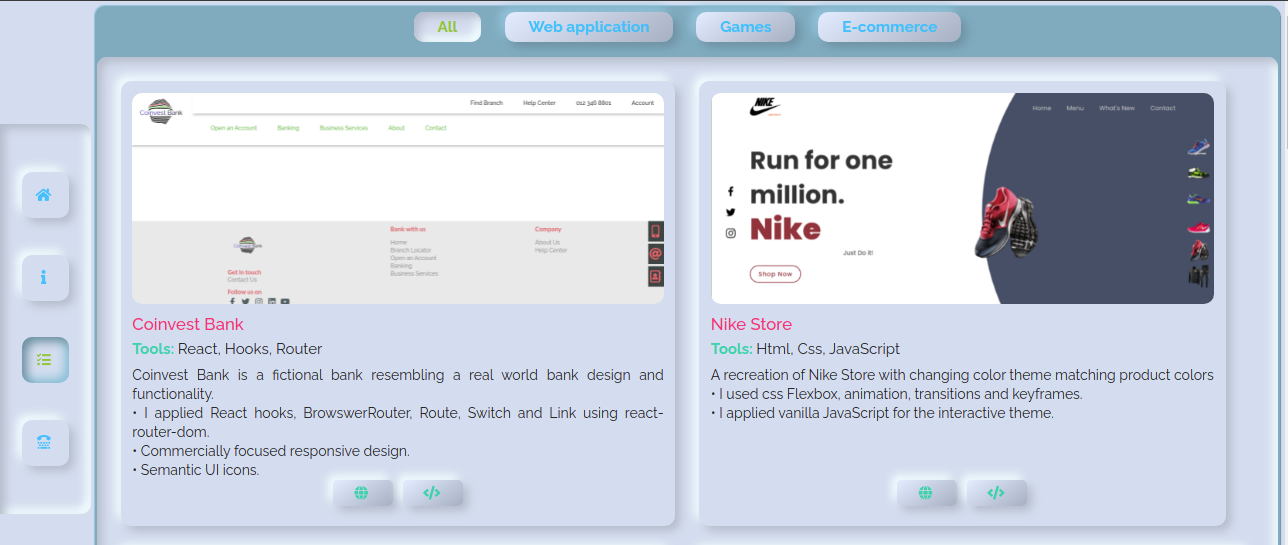 All Web application Games E-commerce
Coinvest Bank
Find Branch Help Center 012 346 8801 Account
Open an Account Banking Business Services About Contact
Bank with us
Home
Branch Locator
Open an Account
Banking
Business Services
Company
About Us
Help Center
Get in touch
Contact Us
Follow us on
Coinvest Bank
Tools: React, Hooks, Router
Coinvest Bank is a fictional bank resembling a real world bank design and
functionality.
• I applied React hooks, BrowswerRouter, Route, Switch and Link using react-
router-dom.
• Commercially focused responsive design.
• Semantic UI icons.
NIKE
Home Menu What's New Contact
Run for one
million.
Nike
Just Do it!
Shop Now
Nike Store
Tools: Html, Css, JavaScript
A recreation of Nike Store with changing color theme matching product colors
• I used css Flexbox, animation, transitions and keyframes.
• I applied vanilla JavaScript for the interactive theme.